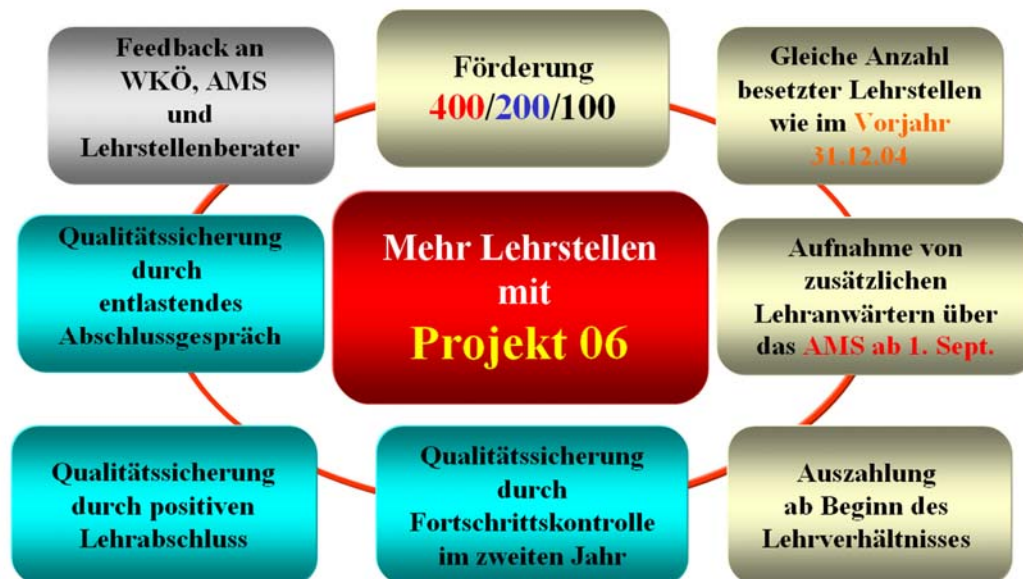 Feedback an
WKÖ, AMS
und
Lehrstellenberater
Förderung
400/200/100
Gleiche Anzahl
besetzter Lehrstellen
wie im Vorjahr
31.12.04
Qualitätssicherung
durch
entlastendes
Abschlussgespräch
Mehr Lehrstellen
mit
Projekt 06
Aufnahme von
zusätzlichen
Lehranwärtern über
das AMS ab 1. Sept.
Qualitätssicherung
durch positiven
Lehrabschluss
Qualitätssicherung
durch
Fortschrittskontrolle
im zweiten Jahr
Auszahlung
ab Beginn des
Lehrverhältnisses